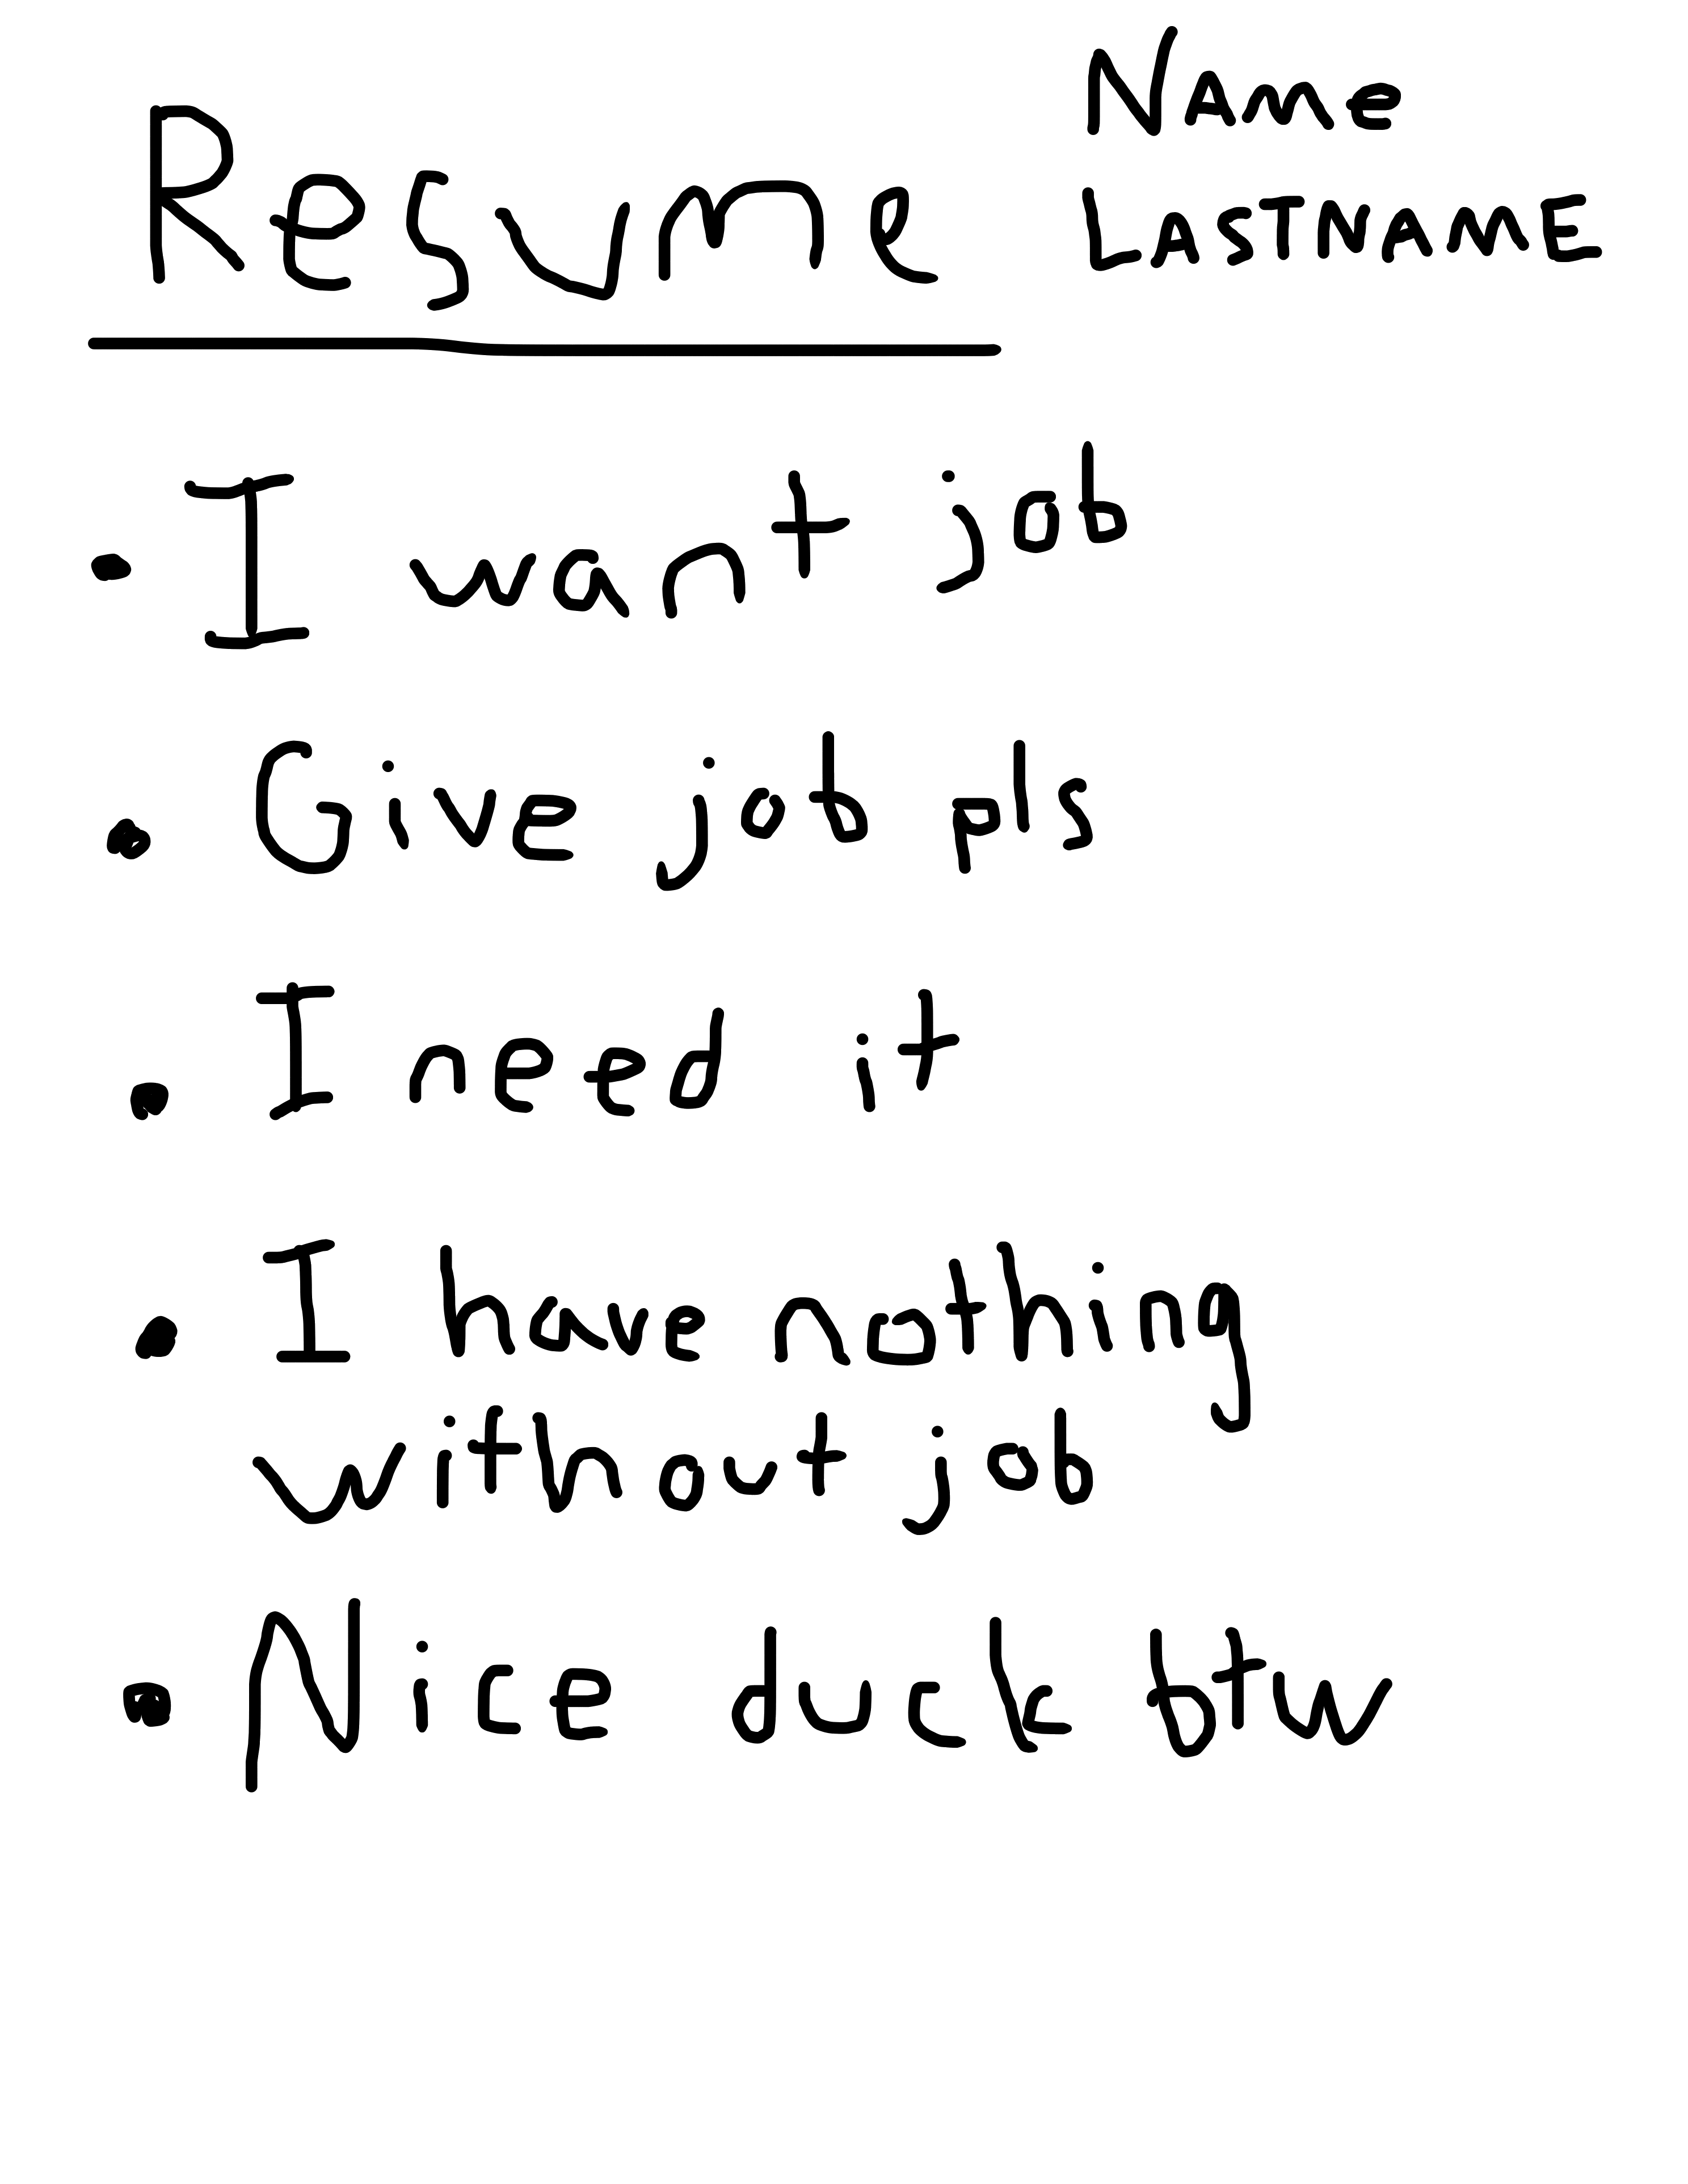 Name
Resume
LASTNAME
• I want job
• Give job pls
• I need it
• I have nothing
without job
• Nice duck btw